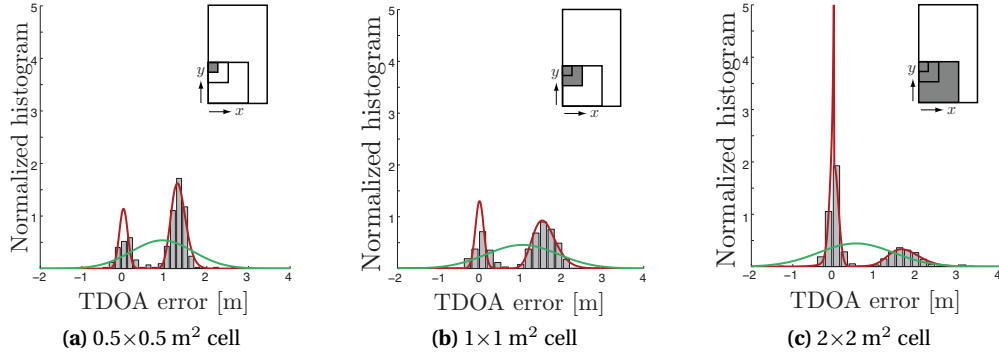 Normalized histogram
5
4
3
2
1
−2 −1 0 1 2 3 4
TDOA error [m]
y
x
(a) 0.5×0.5 m² cell
Normalized histogram
5
4
3
2
1
−2 −1 0 1 2 3 4
TDOA error [m]
y
x
(b) 1×1 m² cell
Normalized histogram
5
4
3
2
1
−2 −1 0 1 2 3 4
TDOA error [m]
y
x
(c) 2×2 m² cell